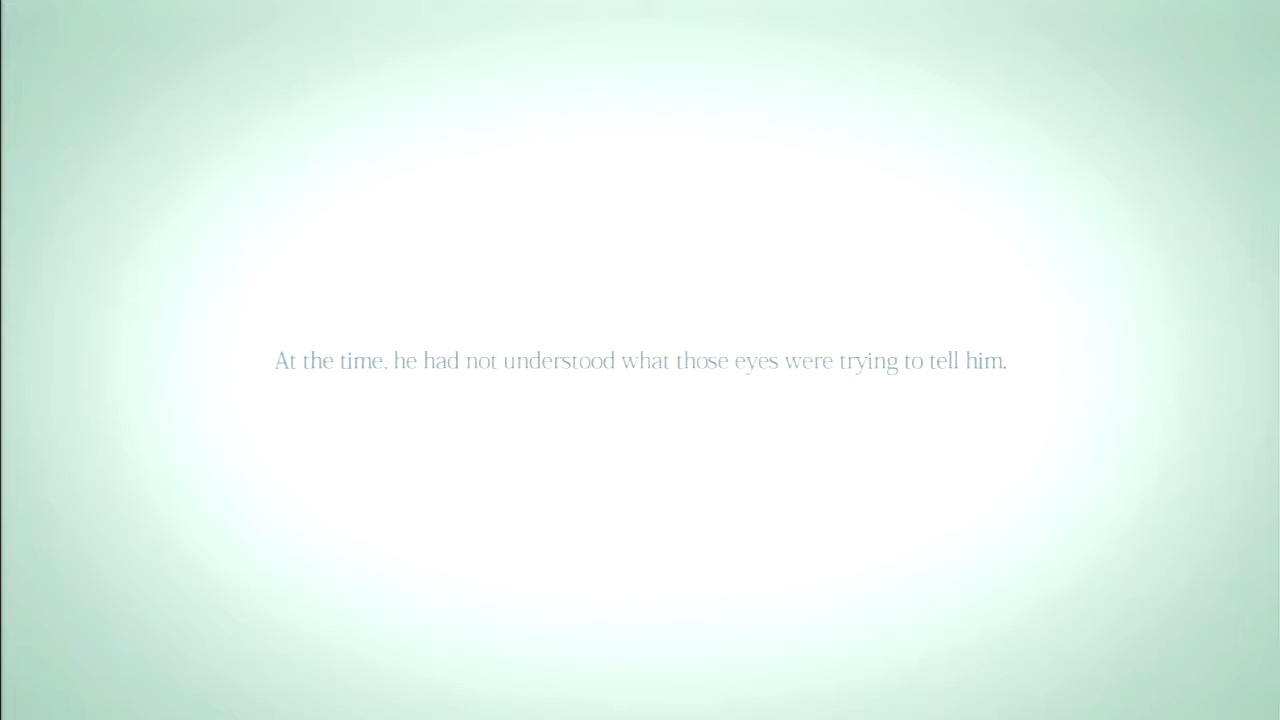 At the time, he had not understood what those eyes were trying to tell him.